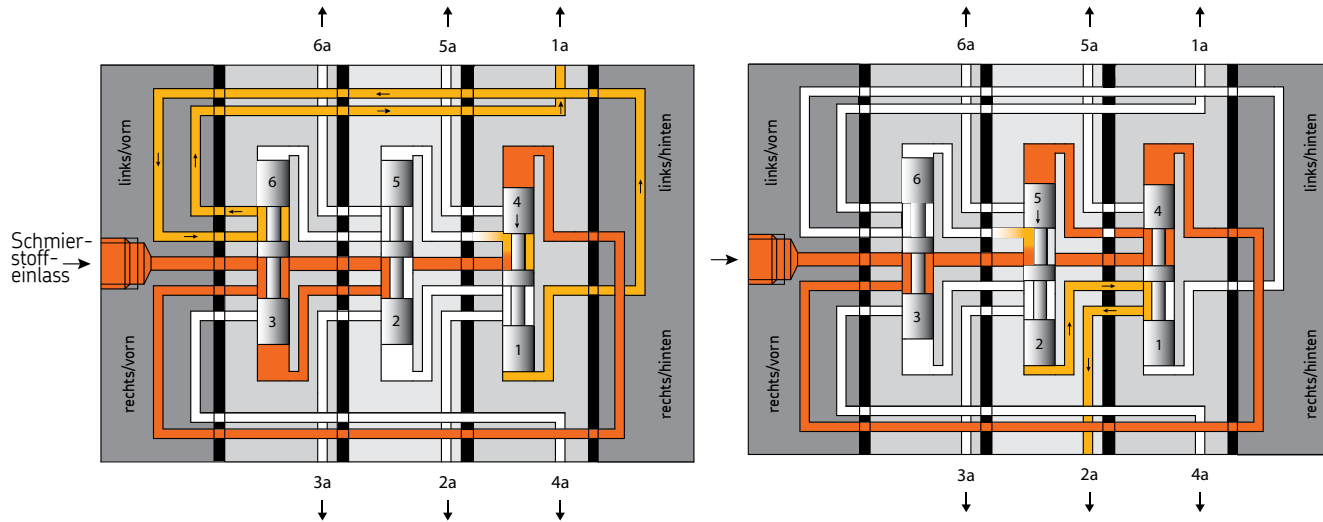 6a 5a 1a
links/vorn
links/hinten
6 5 4
Schmier-
stoff-
einlass
3 2 1
rechts/vorn
rechts/hinten
3a 2a 4a
6a 5a 1a
links/vorn
links/hinten
6 5 4
3 2 1
rechts/vorn
rechts/hinten
3a 2a 4a